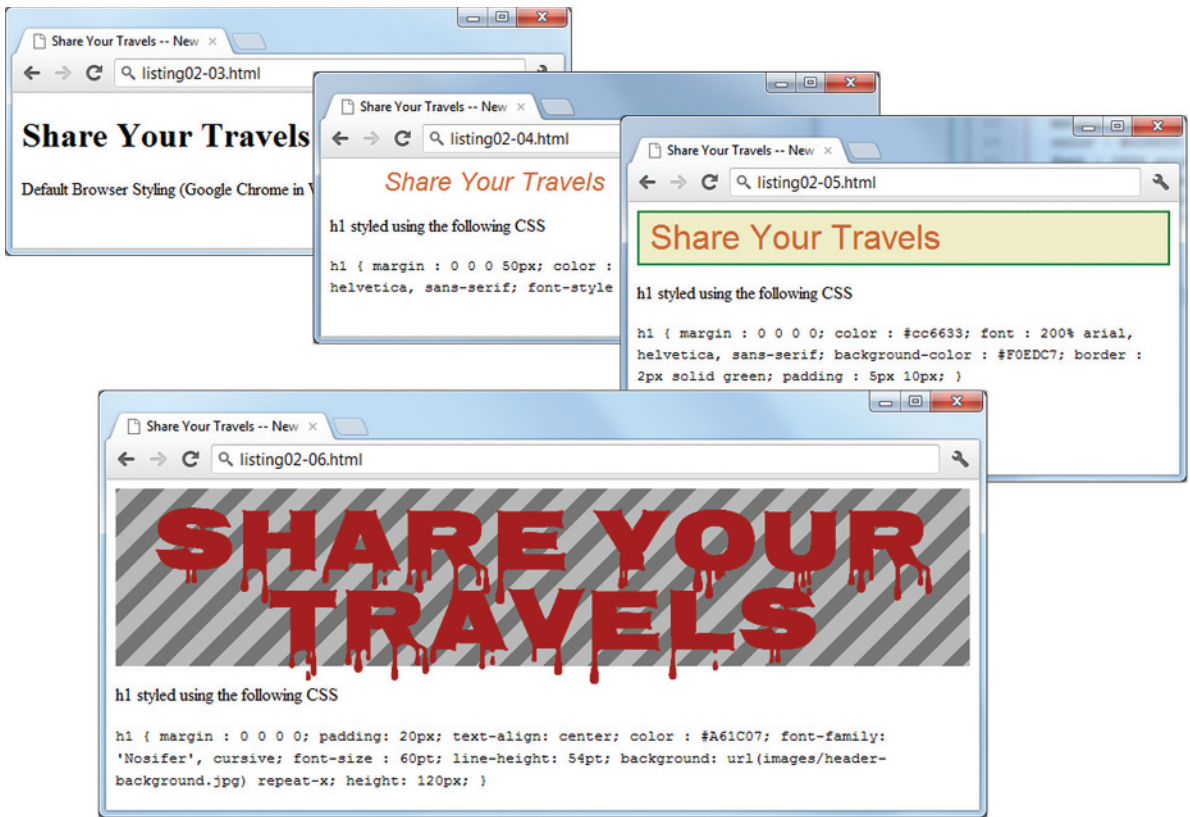 Share Your Travels -- New
listing02-03.html
Share Your Travels
Default Browser Styling (Google Chrome in
Share Your Travels -- New
listing02-04.html
Share Your Travels
h1 styled using the following CSS
h1 { margin : 0 0 0 50px; color :
helvetica, sans-serif; font-style
Share Your Travels -- New
listing02-05.html
Share Your Travels
h1 styled using the following CSS
h1 { margin : 0 0 0 0; color : #cc6633; font : 200% arial,
helvetica, sans-serif; background-color : #F0EDC7; border :
2px solid green; padding : 5px 10px; }
Share Your Travels -- New
listing02-06.html
SHARE YOUR
TRAVELS
h1 styled using the following CSS
h1 { margin : 0 0 0 0; padding: 20px; text-align: center; color : #A61C07; font-family:
'Nosifer', cursive; font-size : 60pt; line-height: 54pt; background: url(images/header-
background.jpg) repeat-x; height: 120px; }